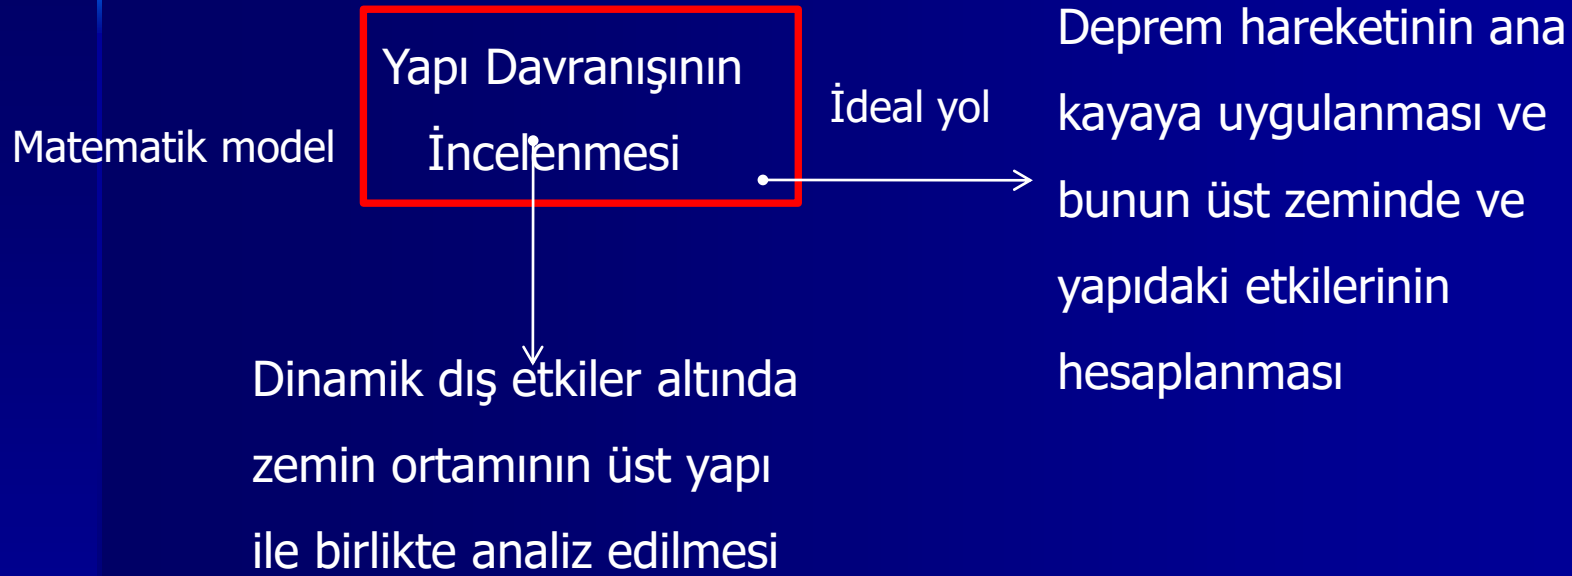 Matematik model
Yapı Davranışının
İncelenmesi
İdeal yol
Deprem hareketinin ana
kayaya uygulanması ve
bunun üst zeminde ve
yapıdaki etkilerinin
hesaplanması
Dinamik dış etkiler altında
zemin ortamının üst yapı
ile birlikte analiz edilmesi